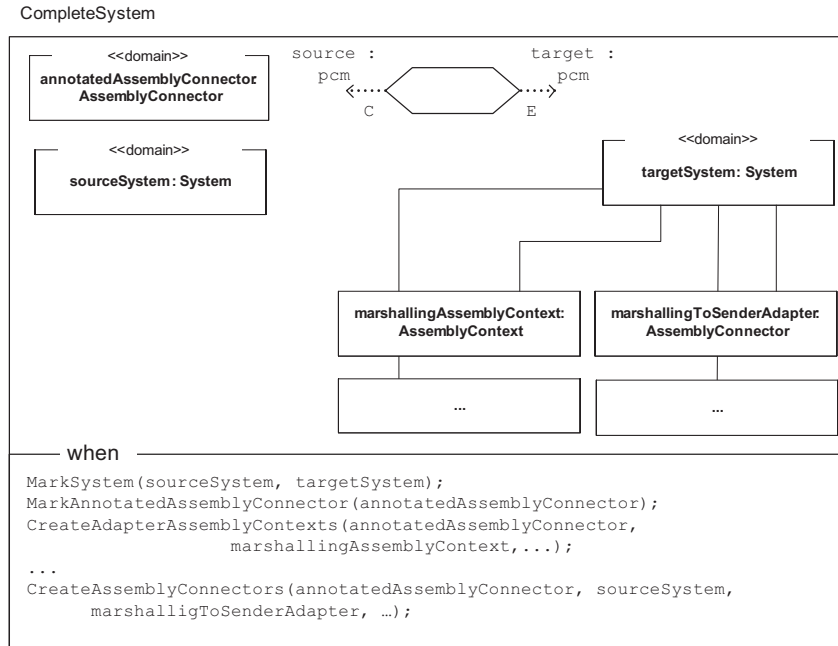 CompleteSystem
<<domain>>
annotatedAssemblyConnector:
AssemblyConnector
source :
pcm
C
target :
pcm
E
<<domain>>
sourceSystem: System
<<domain>>
targetSystem: System
marshallingAssemblyContext:
AssemblyContext
marshallingToSenderAdapter:
AssemblyConnector
...
...
when
MarkSystem(sourceSystem, targetSystem);
MarkAnnotatedAssemblyConnector(annotatedAssemblyConnector);
CreateAdapterAssemblyContexts(annotatedAssemblyConnector,
marshallingAssemblyContext,...);
...
CreateAssemblyConnectors(annotatedAssemblyConnector, sourceSystem,
marshalligToSenderAdapter, …);